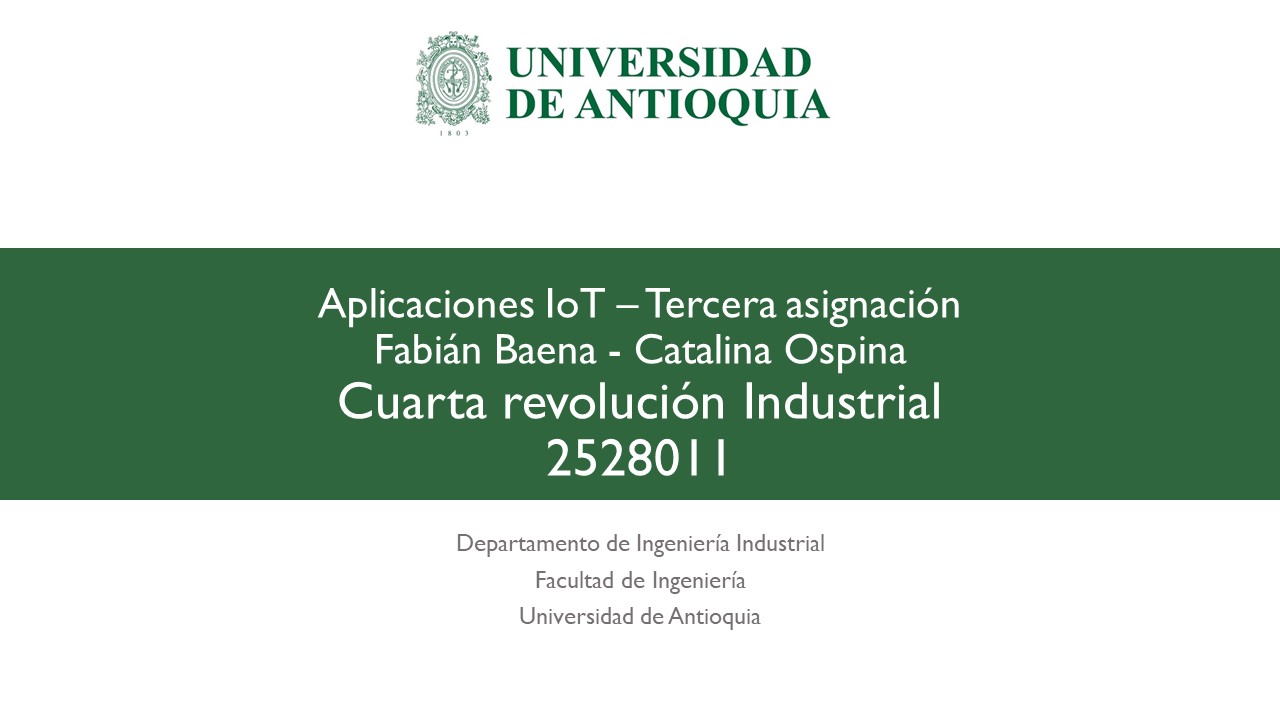 UNIVERSIDAD
DE ANTIOQUIA
1803
Aplicaciones IoT – Tercera asignación
Fabián Baena - Catalina Ospina
Cuarta revolución Industrial
2528011
Departamento de Ingeniería Industrial
Facultad de Ingeniería
Universidad de Antioquia